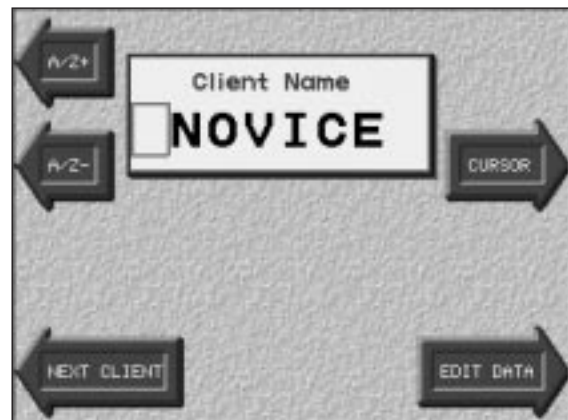 A/Z+
Client Name
NOVICE
A/Z-
CURSOR
NEXT CLIENT
EDIT DATA